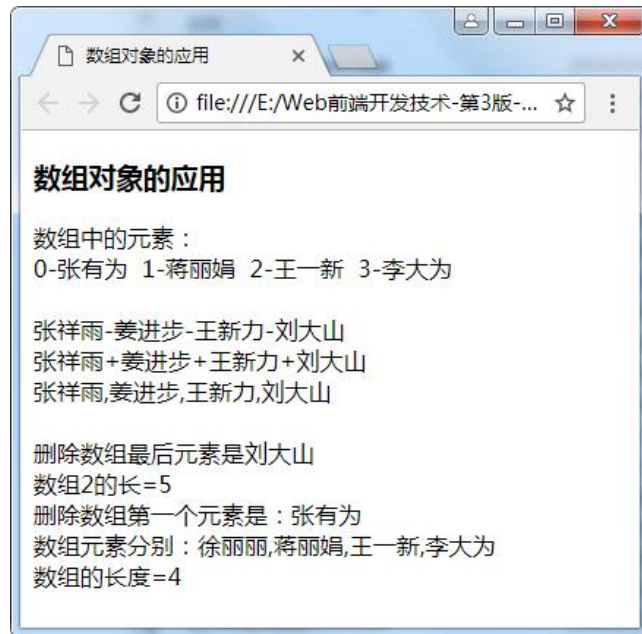 数组对象的应用
file:///E:/Web前端开发技术-第3版-...
数组对象的应用
数组中的元素：
0-张有为 1-蒋丽娟 2-王一新 3-李大为
张祥雨-姜进步-王新力-刘大山
张祥雨+姜进步+王新力+刘大山
张祥雨,姜进步,王新力,刘大山
删除数组最后元素是刘大山
数组2的长=5
删除数组第一个元素是：张有为
数组元素分别：徐丽丽,蒋丽娟,王一新,李大为
数组的长度=4